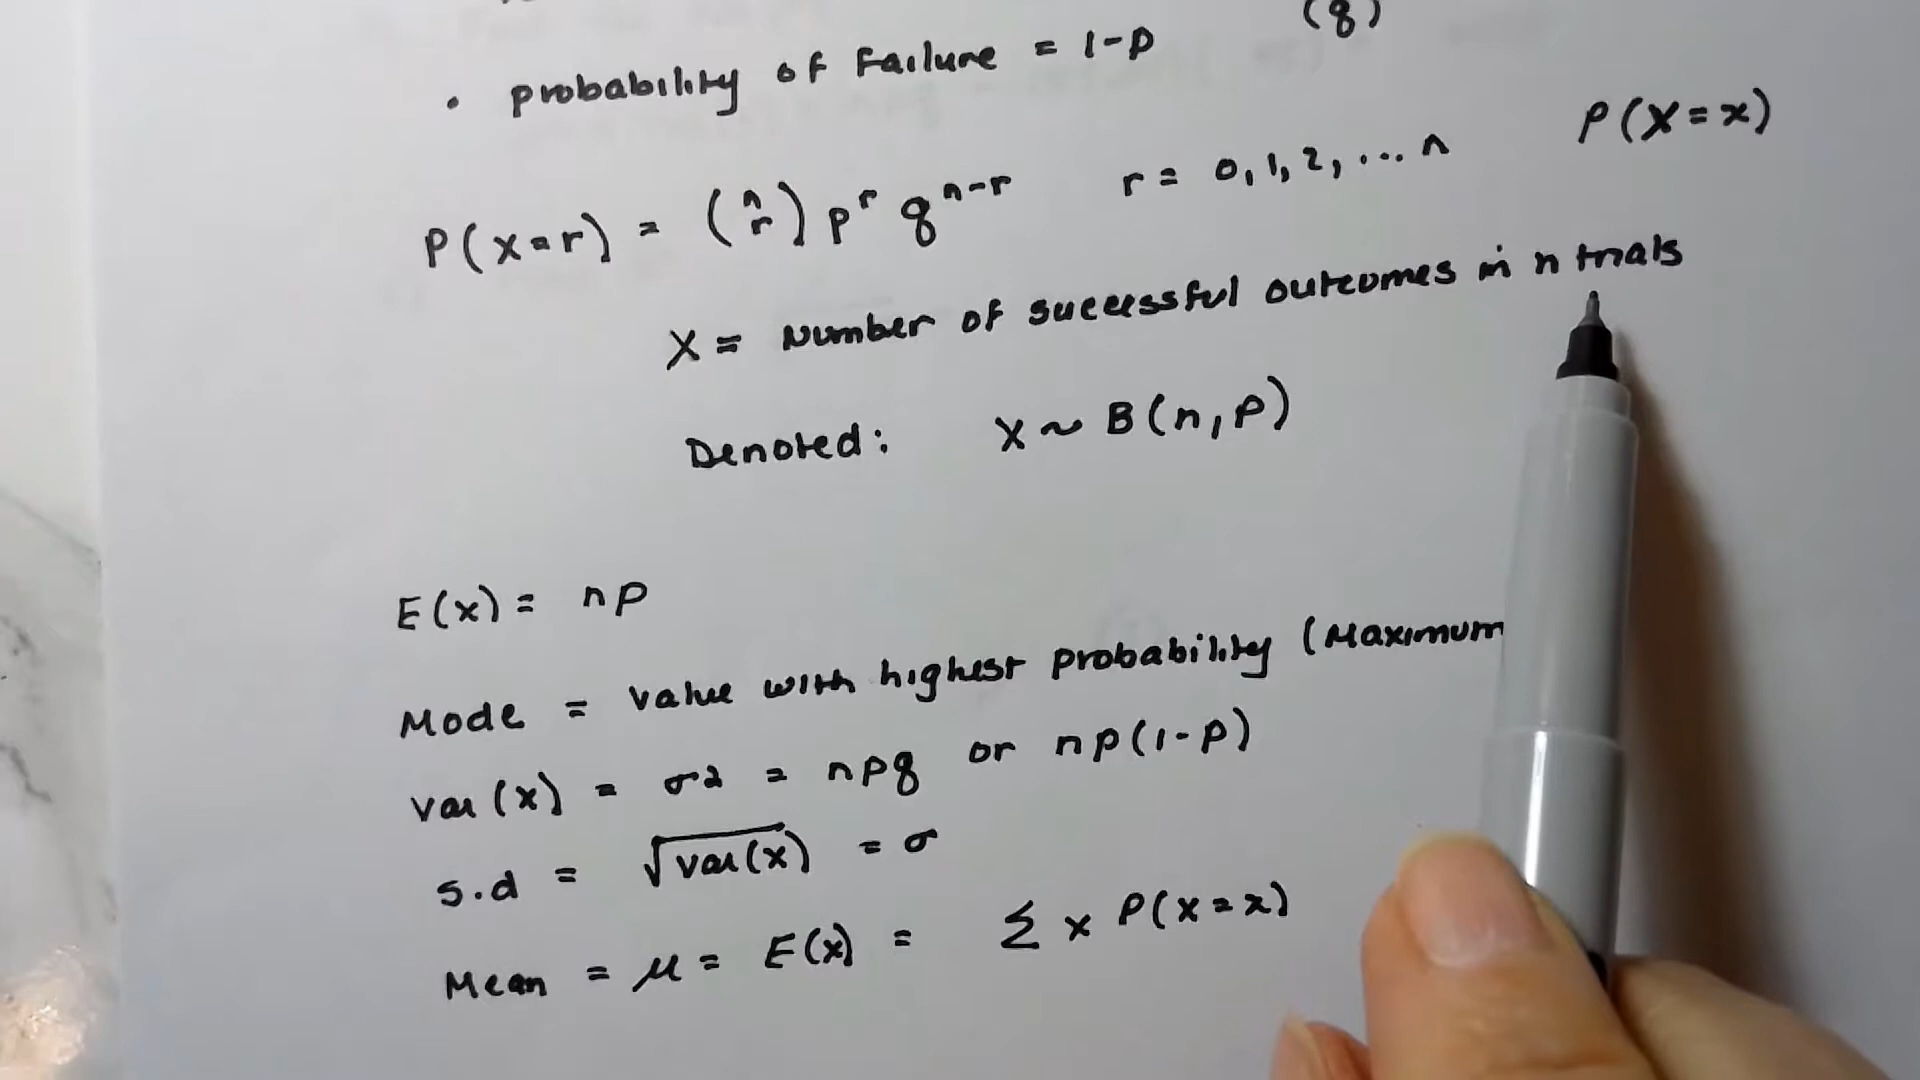 • probability of Failure = 1-p (q)
P(X=r) = (n r) p^r q^n-r r = 0,1,2,...n P(X=x)
X = Number of successful outcomes in n trials
Denoted: X ~ B(n,p)
E(x) = np
Mode = value with highest probability (Maximum
var(x) = σ2 = npq or np(1-p)
s.d = √var(x) = σ
Mean = μ = E(x) = Σ x P(x=x)